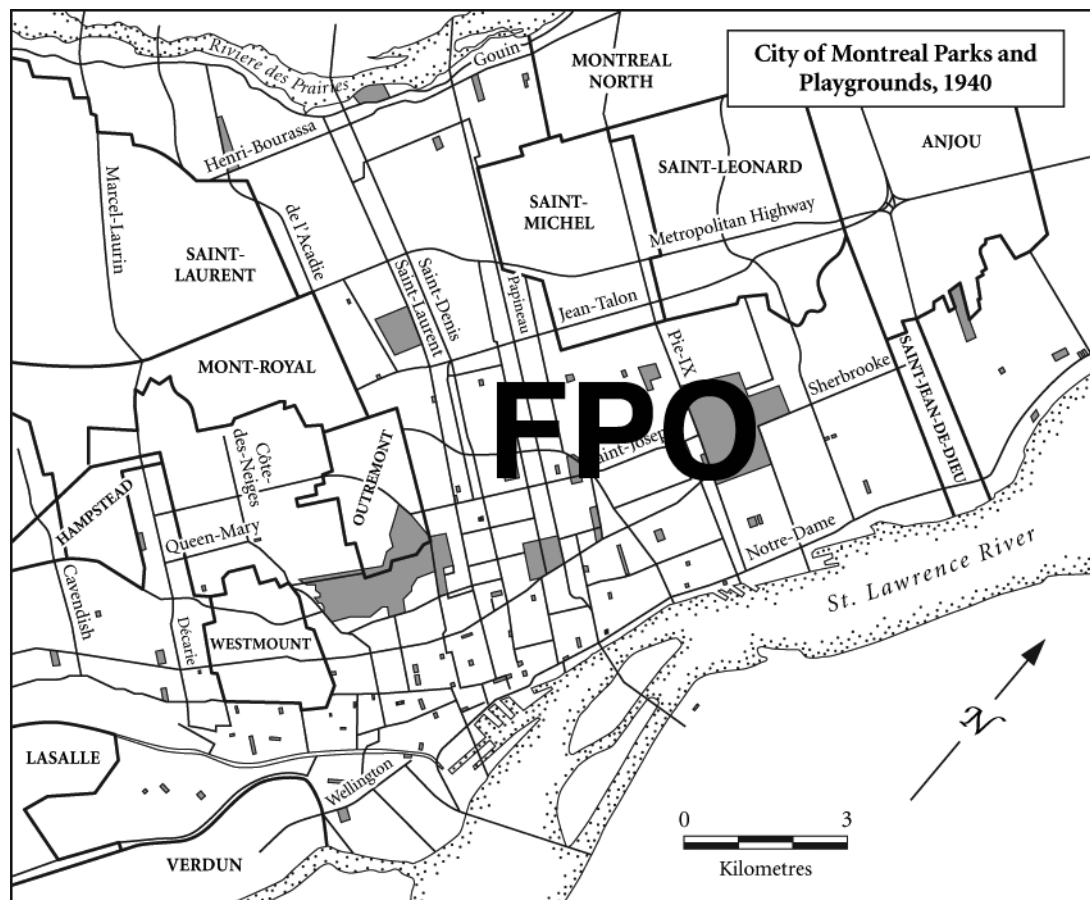 City of Montreal Parks and
Playgrounds, 1940
Rivière des Prairies
Gouin
MONTREAL
NORTH
Henri-Bourassa
ANJOU
SAINT-LEONARD
Marcel-Laurin
de l'Acadie
SAINT-
MICHEL
Metropolitan Highway
SAINT-
LAURENT
Saint-Denis
Saint-Laurent
Papineau
Jean-Talon
Pie-IX
MONT-ROYAL
Sherbrooke
SAINT-JEAN-DE-DIEU
FPO
Côte-
des-Neiges
OUTREMONT
HAMPSTEAD
Queen-Mary
Notre-Dame
St. Lawrence River
Cavendish
Décarie
WESTMOUNT
N
LASALLE
Wellington
0 3
Kilometres
VERDUN